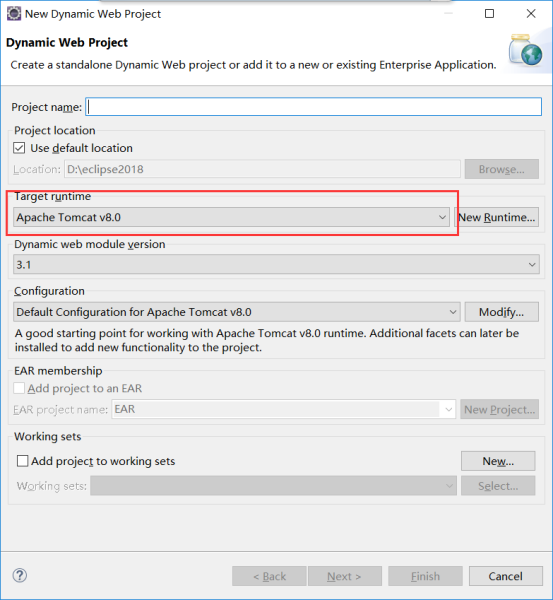 New Dynamic Web Project
Dynamic Web Project
Create a standalone Dynamic Web project or add it to a new or existing Enterprise Application.
Project name:
Project location
Use default location
Location: D:\eclipse2018 Browse...
Target runtime
Apache Tomcat v8.0 New Runtime...
Dynamic web module version
3.1
Configuration
Default Configuration for Apache Tomcat v8.0 Modify...
A good starting point for working with Apache Tomcat v8.0 runtime. Additional facets can later be
installed to add new functionality to the project.
EAR membership
Add project to an EAR
EAR project name: EAR New Project...
Working sets
Add project to working sets New...
Working sets: Select...
? < Back Next > Finish Cancel